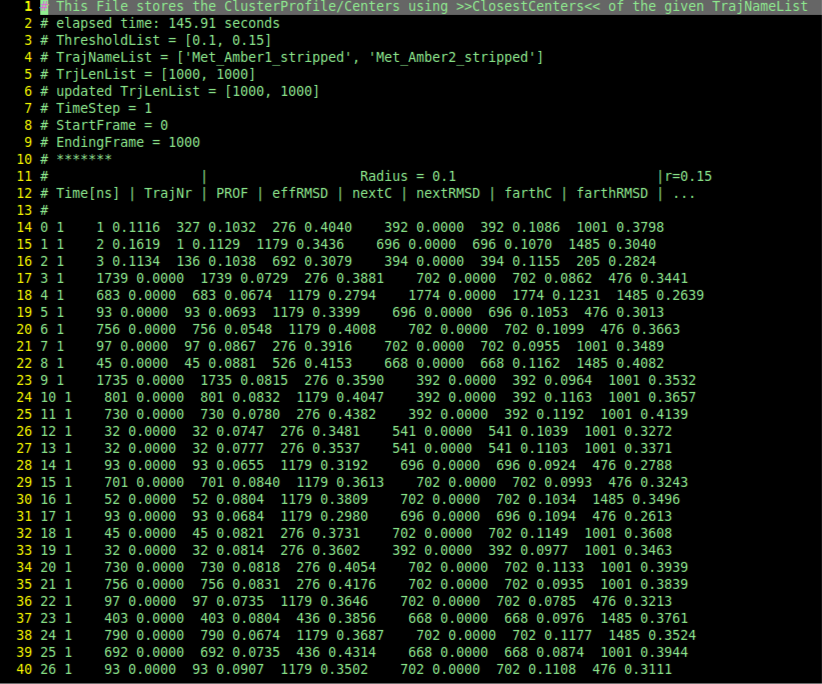 1 # This File stores the ClusterProfile/Centers using >>ClosestCenters<< of the given TrajNameList
2 # elapsed time: 145.91 seconds
3 # ThresholdList = [0.1, 0.15]
4 # TrajNameList = ['Met_Amber1_stripped', 'Met_Amber2_stripped']
5 # TrjLenList = [1000, 1000]
6 # updated TrjLenList = [1000, 1000]
7 # TimeStep = 1
8 # StartFrame = 0
9 # EndingFrame = 1000
10 # *******
11 # | Radius = 0.1 |r=0.15
12 # Time[ns] | TrajNr | PROF | effRMSD | nextC | nextRMSD | farthC | farthRMSD | ...
13 #
14 0 1 1 0.1116 327 0.1032 276 0.4040 392 0.0000 392 0.1086 1001 0.3798
15 1 1 2 0.1619 1 0.1129 1179 0.3436 696 0.0000 696 0.1070 1485 0.3040
16 2 1 3 0.1134 136 0.1038 692 0.3079 394 0.0000 394 0.1155 205 0.2824
17 3 1 1739 0.0000 1739 0.0729 276 0.3881 702 0.0000 702 0.0862 476 0.3441
18 4 1 683 0.0000 683 0.0674 1179 0.2794 1774 0.0000 1774 0.1231 1485 0.2639
19 5 1 93 0.0000 93 0.0693 1179 0.3399 696 0.0000 696 0.1053 476 0.3013
20 6 1 756 0.0000 756 0.0548 1179 0.4008 702 0.0000 702 0.1099 476 0.3663
21 7 1 97 0.0000 97 0.0867 276 0.3916 702 0.0000 702 0.0955 1001 0.3489
22 8 1 45 0.0000 45 0.0881 526 0.4153 668 0.0000 668 0.1162 1485 0.4082
23 9 1 1735 0.0000 1735 0.0815 276 0.3590 392 0.0000 392 0.0964 1001 0.3532
24 10 1 801 0.0000 801 0.0832 1179 0.4047 392 0.0000 392 0.1163 1001 0.3657
25 11 1 730 0.0000 730 0.0780 276 0.4382 392 0.0000 392 0.1192 1001 0.4139
26 12 1 32 0.0000 32 0.0747 276 0.3481 541 0.0000 541 0.1039 1001 0.3272
27 13 1 32 0.0000 32 0.0777 276 0.3537 541 0.0000 541 0.1103 1001 0.3371
28 14 1 93 0.0000 93 0.0655 1179 0.3192 696 0.0000 696 0.0924 476 0.2788
29 15 1 701 0.0000 701 0.0840 1179 0.3613 702 0.0000 702 0.0993 476 0.3243
30 16 1 52 0.0000 52 0.0804 1179 0.3809 702 0.0000 702 0.1034 1485 0.3496
31 17 1 93 0.0000 93 0.0684 1179 0.2980 696 0.0000 696 0.1094 476 0.2613
32 18 1 45 0.0000 45 0.0821 276 0.3731 702 0.0000 702 0.1149 1001 0.3608
33 19 1 32 0.0000 32 0.0814 276 0.3602 392 0.0000 392 0.0977 1001 0.3463
34 20 1 730 0.0000 730 0.0818 276 0.4054 702 0.0000 702 0.1133 1001 0.3939
35 21 1 756 0.0000 756 0.0831 276 0.4176 702 0.0000 702 0.0935 1001 0.3839
36 22 1 97 0.0000 97 0.0735 1179 0.3646 702 0.0000 702 0.0785 476 0.3213
37 23 1 403 0.0000 403 0.0804 436 0.3856 668 0.0000 668 0.0976 1485 0.3761
38 24 1 790 0.0000 790 0.0674 1179 0.3687 702 0.0000 702 0.1177 1485 0.3524
39 25 1 692 0.0000 692 0.0735 436 0.4314 668 0.0000 668 0.0874 1001 0.3944
40 26 1 93 0.0000 93 0.0907 1179 0.3502 702 0.0000 702 0.1108 476 0.3111